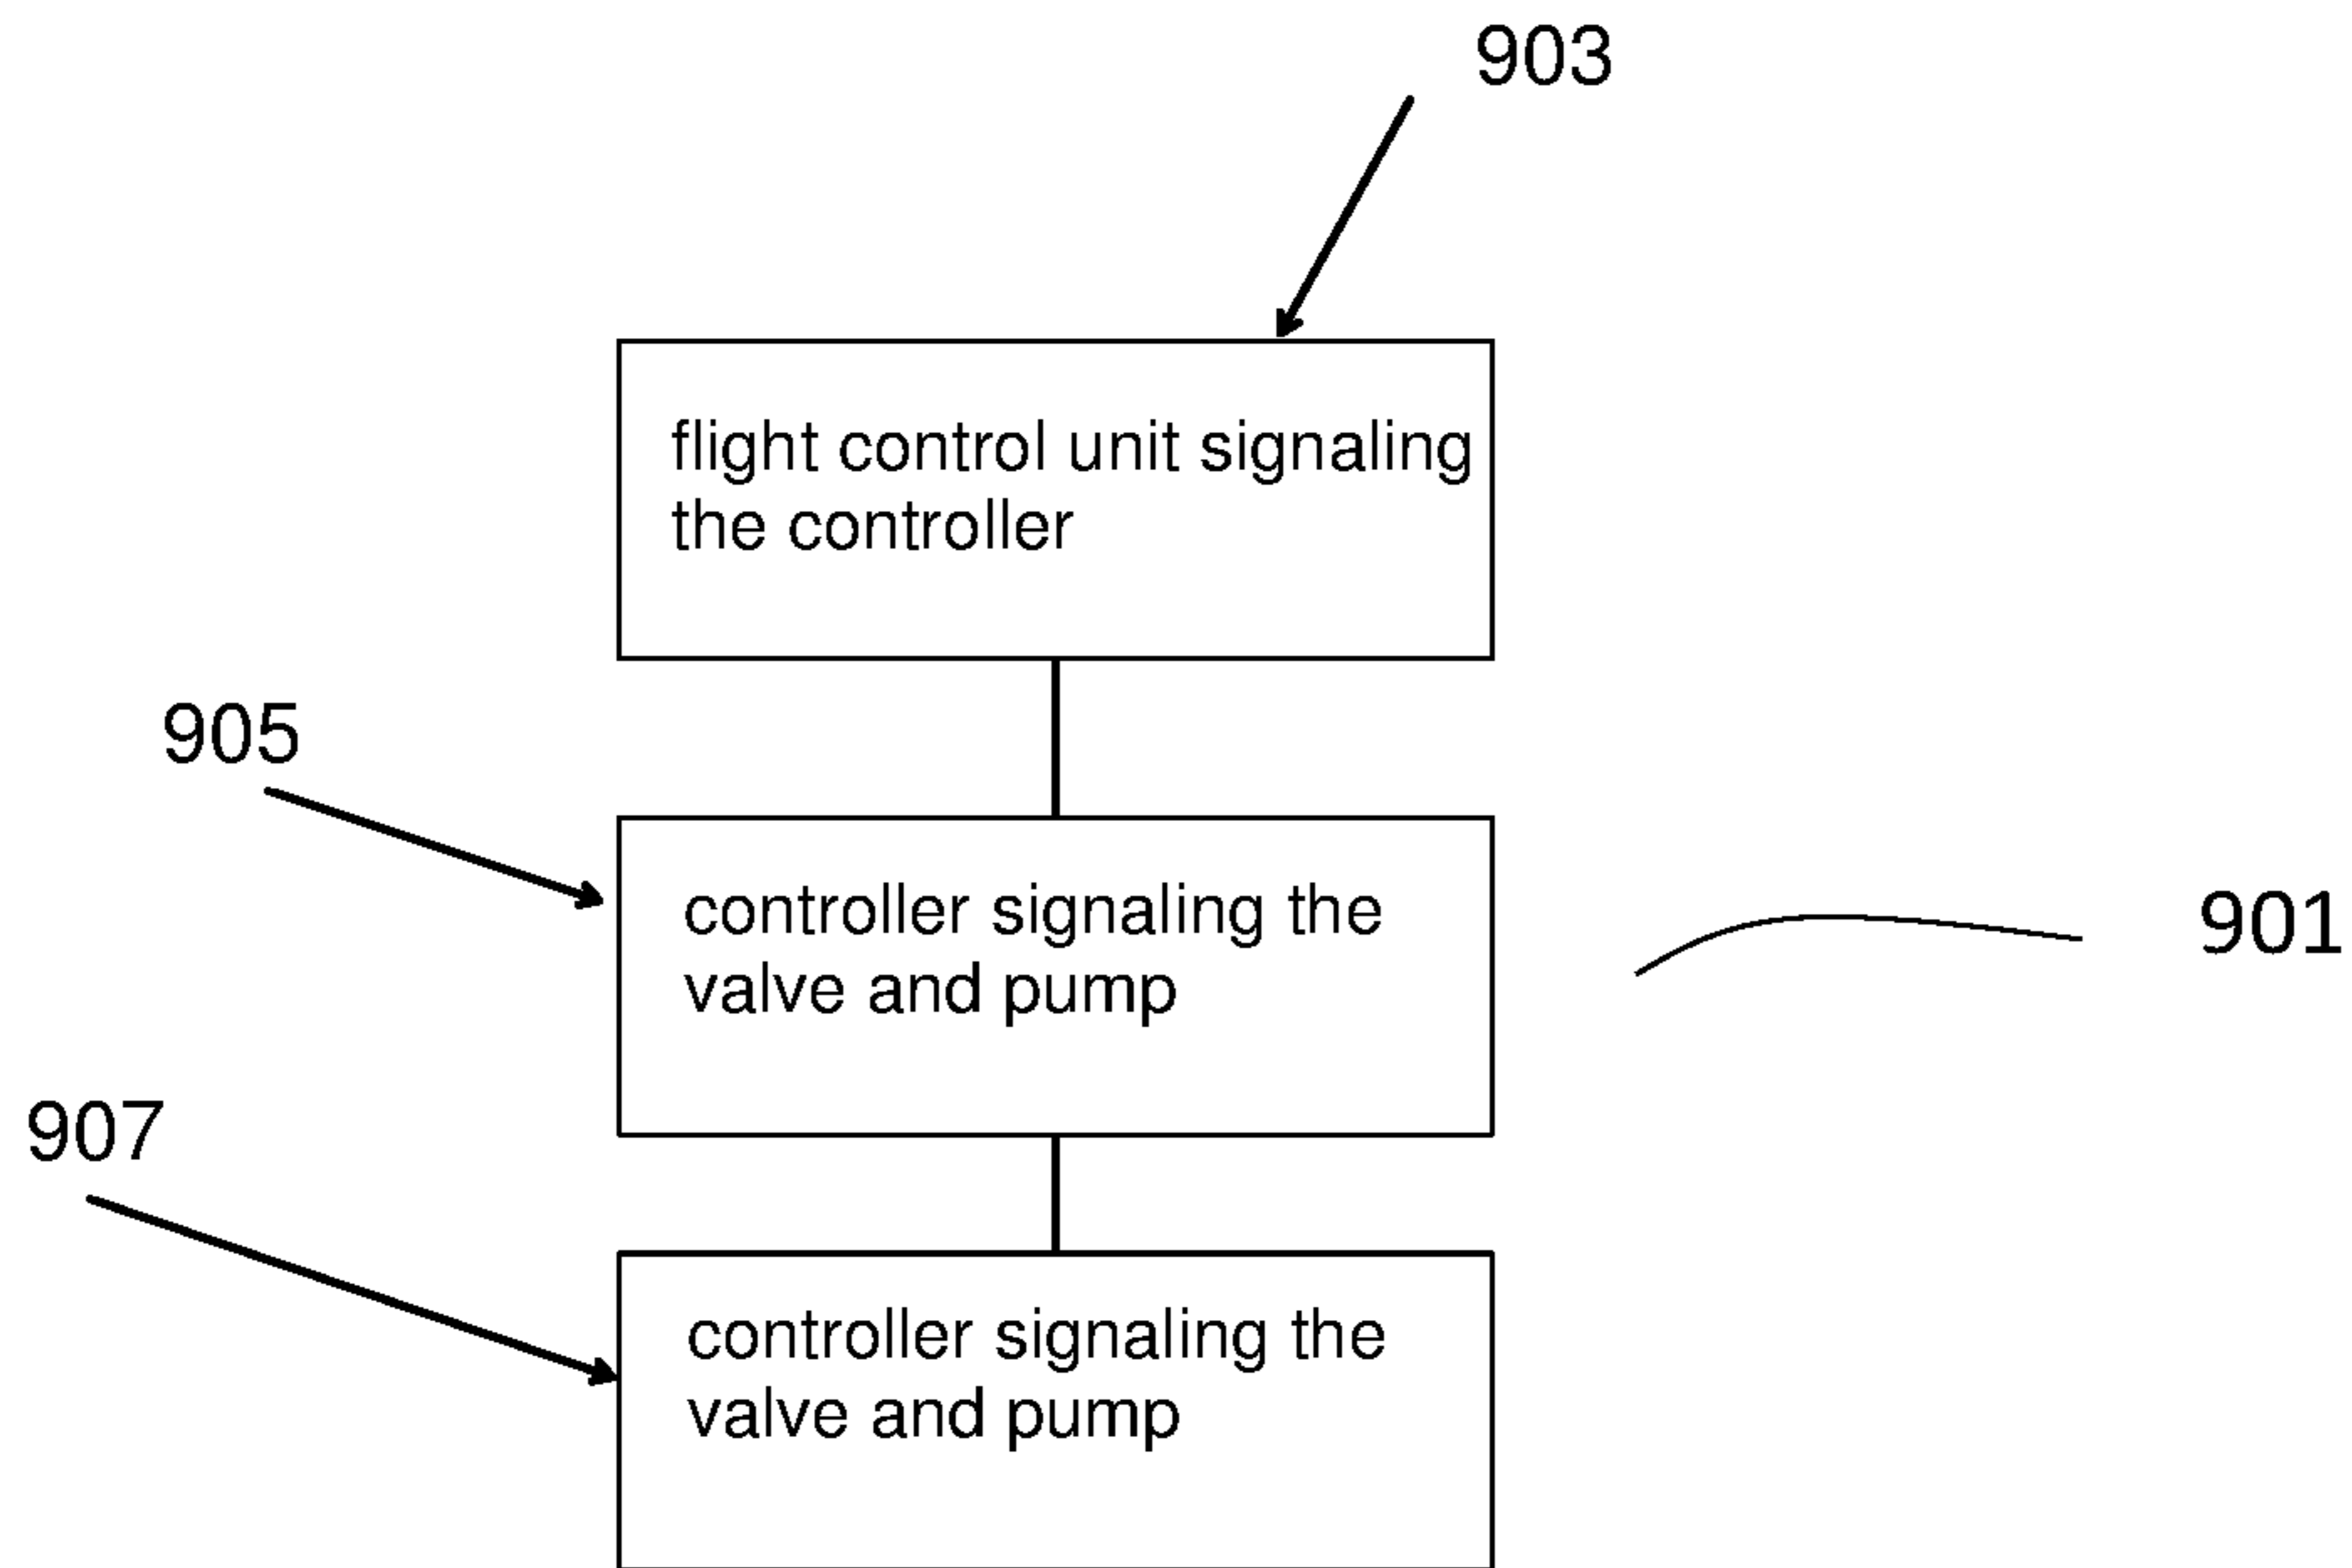 903
flight control unit signaling
the controller
905
controller signaling the
valve and pump
901
907
controller signaling the
valve and pump